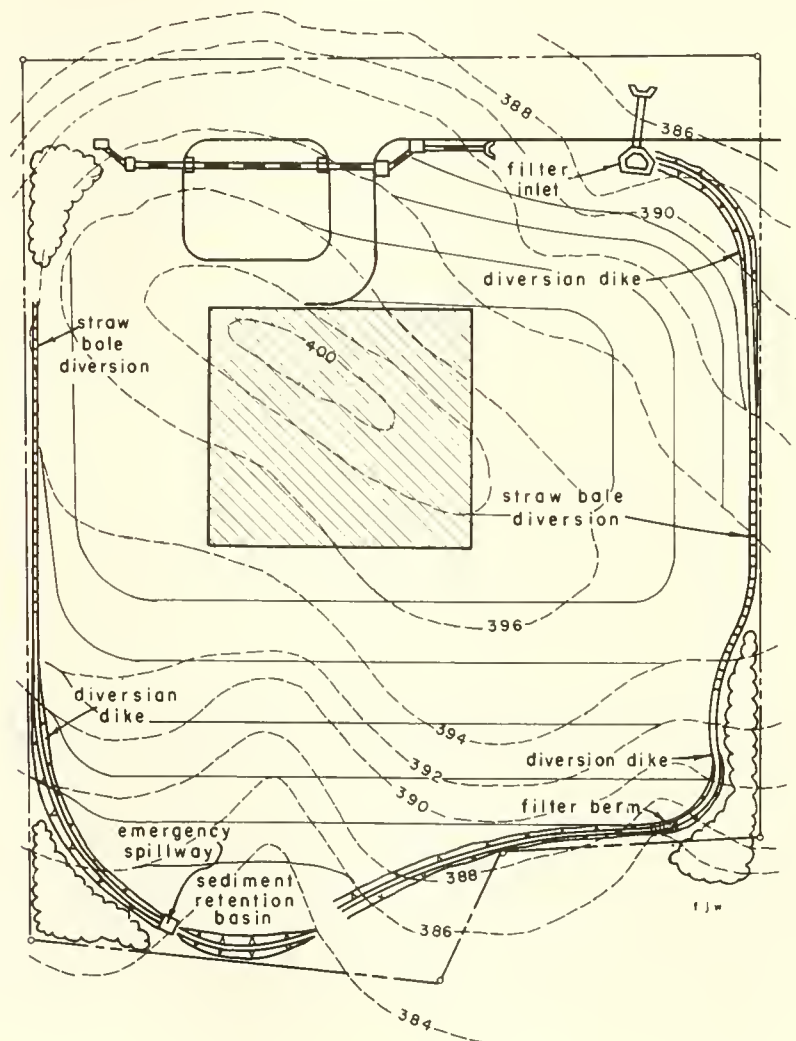 388
386
filter
inlet
390
diversian dike
straw
bale
diversion
400
straw bale
diversion
396
diversian
dike
394
392
diversion dike
390
filter berm
emergency
spillway
388
sediment
retention
basin
386
fjw
384